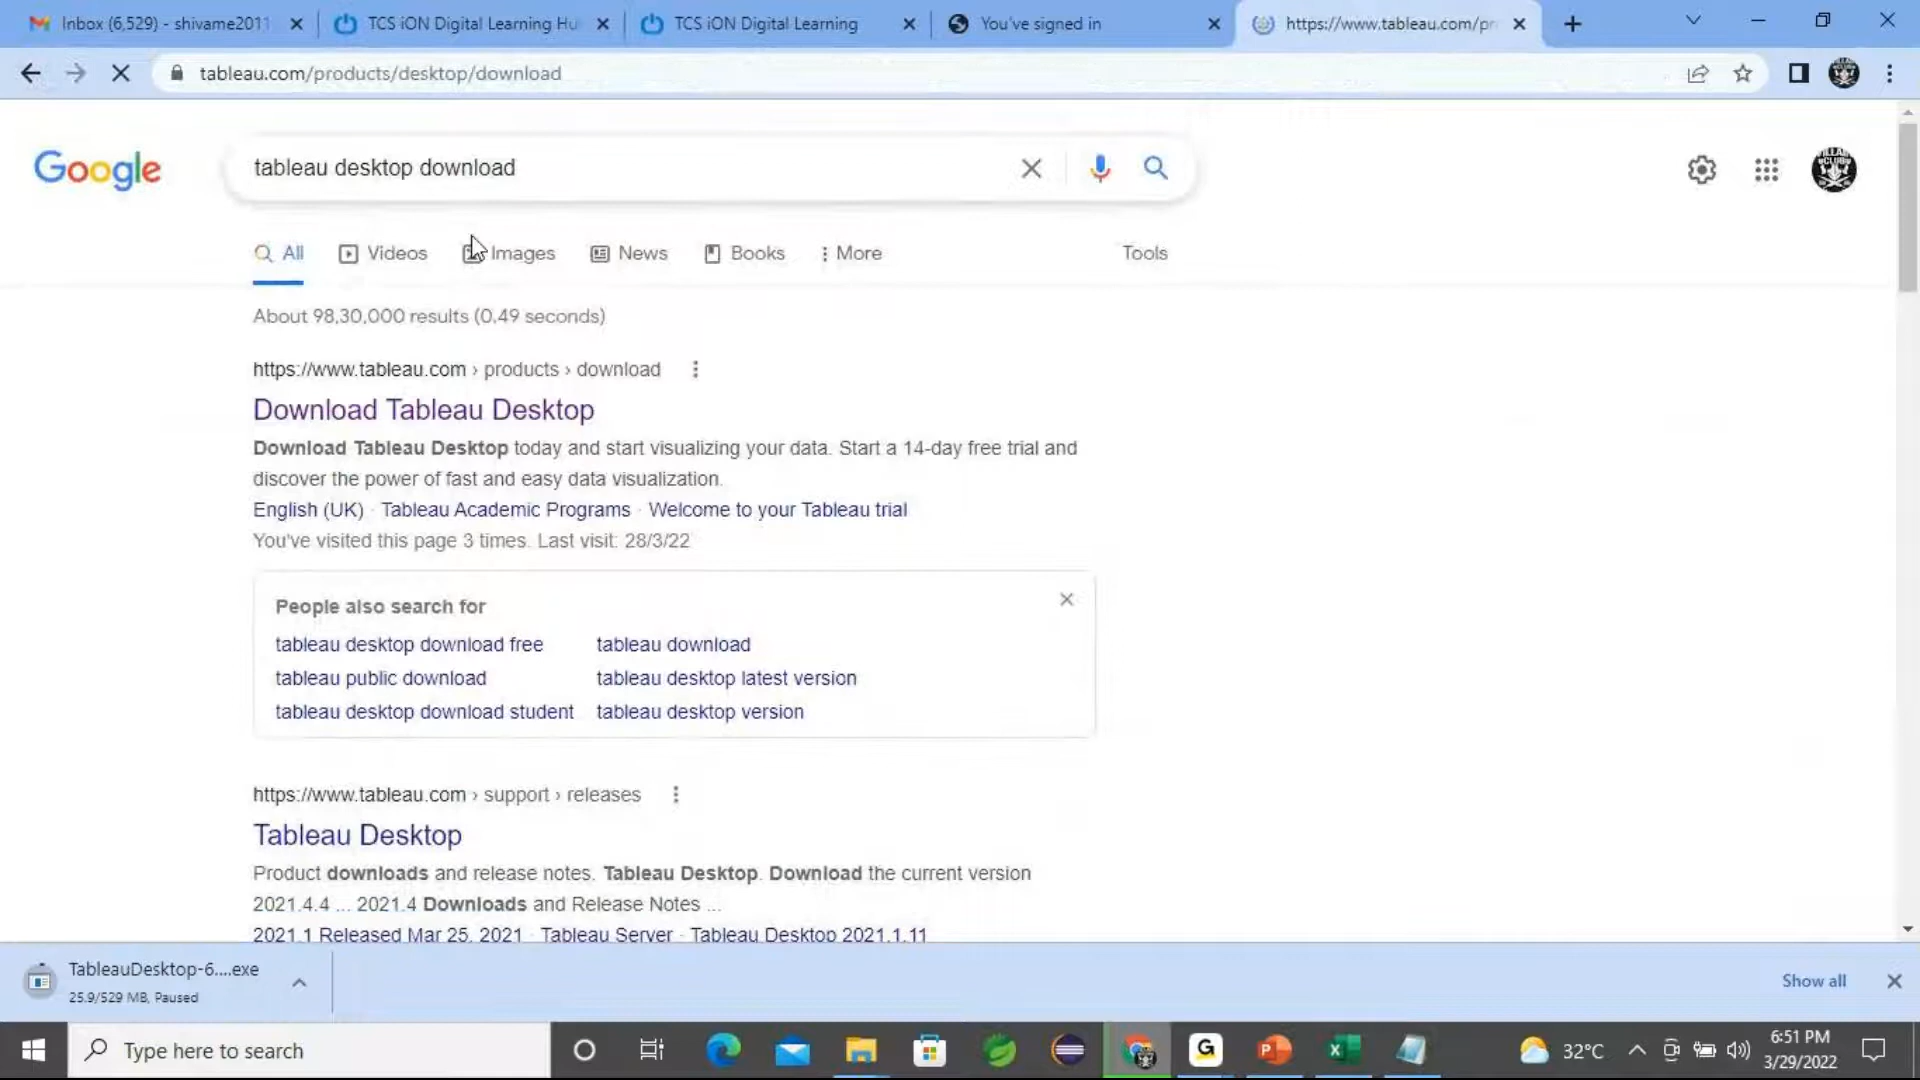 Inbox (6,529) - shivame2011
TCS iON Digital Learning Hu
TCS iON Digital Learning
You've signed in
https://www.tableau.com/pr
tableau.com/products/desktop/download
Google
tableau desktop download
All
Videos
Images
News
Books
More
Tools
About 98,30,000 results (0.49 seconds)
https://www.tableau.com › products › download
Download Tableau Desktop
Download Tableau Desktop today and start visualizing your data. Start a 14-day free trial and
discover the power of fast and easy data visualization.
English (UK) · Tableau Academic Programs · Welcome to your Tableau trial
You've visited this page 3 times. Last visit: 28/3/22
People also search for
tableau desktop download free
tableau download
tableau public download
tableau desktop latest version
tableau desktop download student
tableau desktop version
https://www.tableau.com › support › releases
Tableau Desktop
Product downloads and release notes. Tableau Desktop. Download the current version
2021.4.4 ... 2021.4 Downloads and Release Notes ...
2021.1 Released Mar 25, 2021 · Tableau Server · Tableau Desktop 2021.1.11
TableauDesktop-6....exe
25.9/529 MB, Paused
Show all
Type here to search
32°C
6:51 PM
3/29/2022